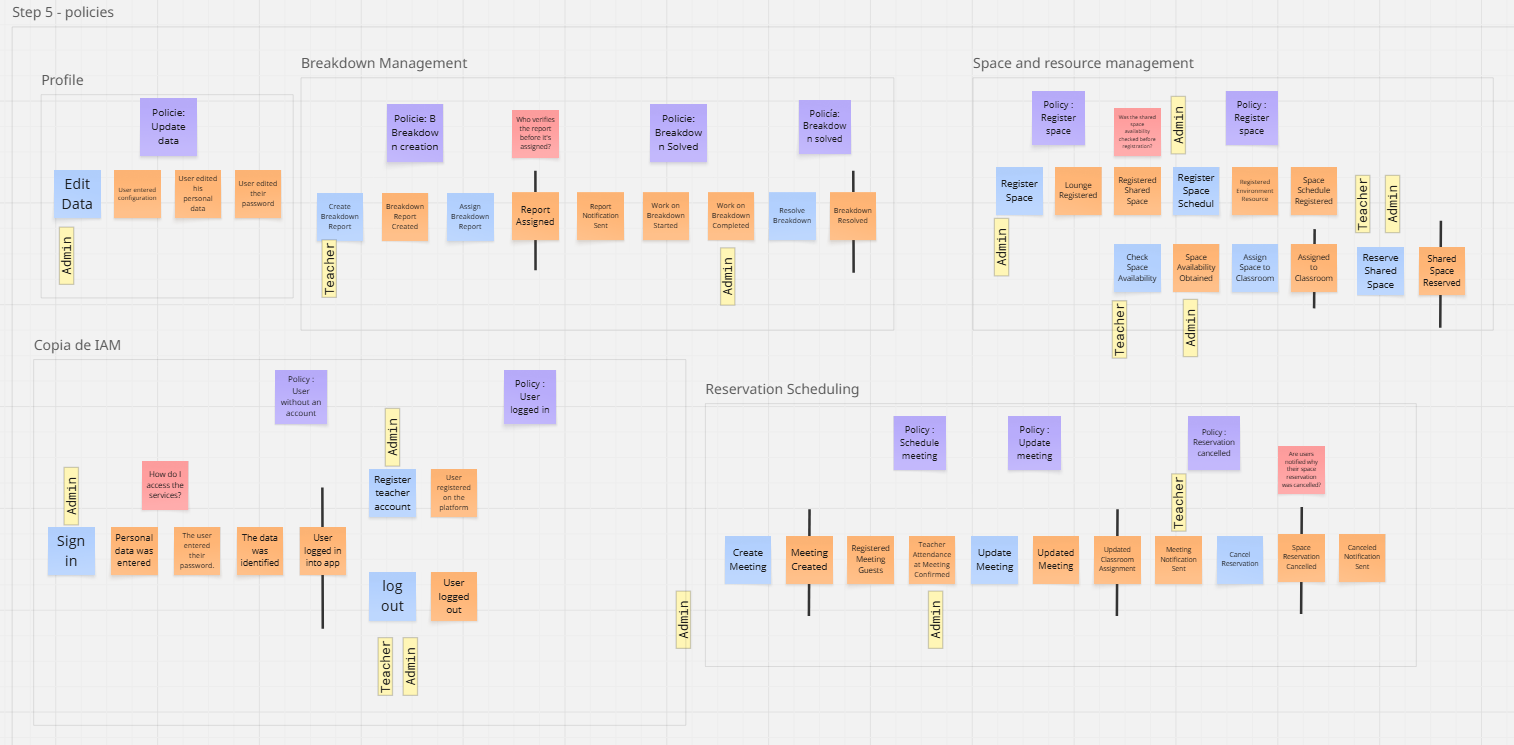 Step 5 - policies
Profile
Policie:
Update
data
Edit
Data
User entered
configuration
User edited
his
personal
data
User edited
their
password
Admin
Breakdown Management
Policie: B
Breakdow
n creation
Who verifies
the report
before it's
assigned?
Policie:
Breakdow
n Solved
Policía:
Breakdow
n solved
Create
Breakdown
Report
Breakdown
Report
Created
Assign
Breakdown
Report
Report
Assigned
Report
Notification
Sent
Work on
Breakdown
Started
Work on
Breakdown
Completed
Resolve
Breakdown
Breakdown
Resolved
Teacher
Admin
Space and resource management
Policy :
Register
space
Was the shared
space
availability
checked before
registration?
Admin
Policy :
Register
space
Register
Space
Lounge
Registered
Registered
Shared
Space
Register
Space
Schedul
Registered
Environment
Resource
Space
Schedule
Registered
Teacher
Admin
Admin
Check
Space
Availability
Space
Availability
Obtained
Assign
Space to
Classroom
Assigned
to
Classroom
Reserve
Shared
Space
Shared
Space
Reserved
Teacher
Admin
Copia de IAM
Policy :
User
without an
account
Policy :
User
logged in
Admin
Admin
How do I
access the
services?
Register
teacher
account
User
registered
on the
platform
Sign
in
Personal
data was
entered
The user
entered
their
password.
The data
was
identified
User
logged in
into app
log
out
User
logged
out
Teacher
Admin
Admin
Reservation Scheduling
Policy :
Schedule
meeting
Policy :
Update
meeting
Policy :
Reservation
cancelled
Are users
notified why
their space
reservation
was cancelled?
Teacher
Create
Meeting
Meeting
Created
Registered
Meeting
Guests
Teacher
Attendance
at Meeting
Confirmed
Update
Meeting
Updated
Meeting
Updated
Classroom
Assignment
Meeting
Notification
Sent
Cancel
Reservation
Space
Reservation
Cancelled
Canceled
Notification
Sent
Admin